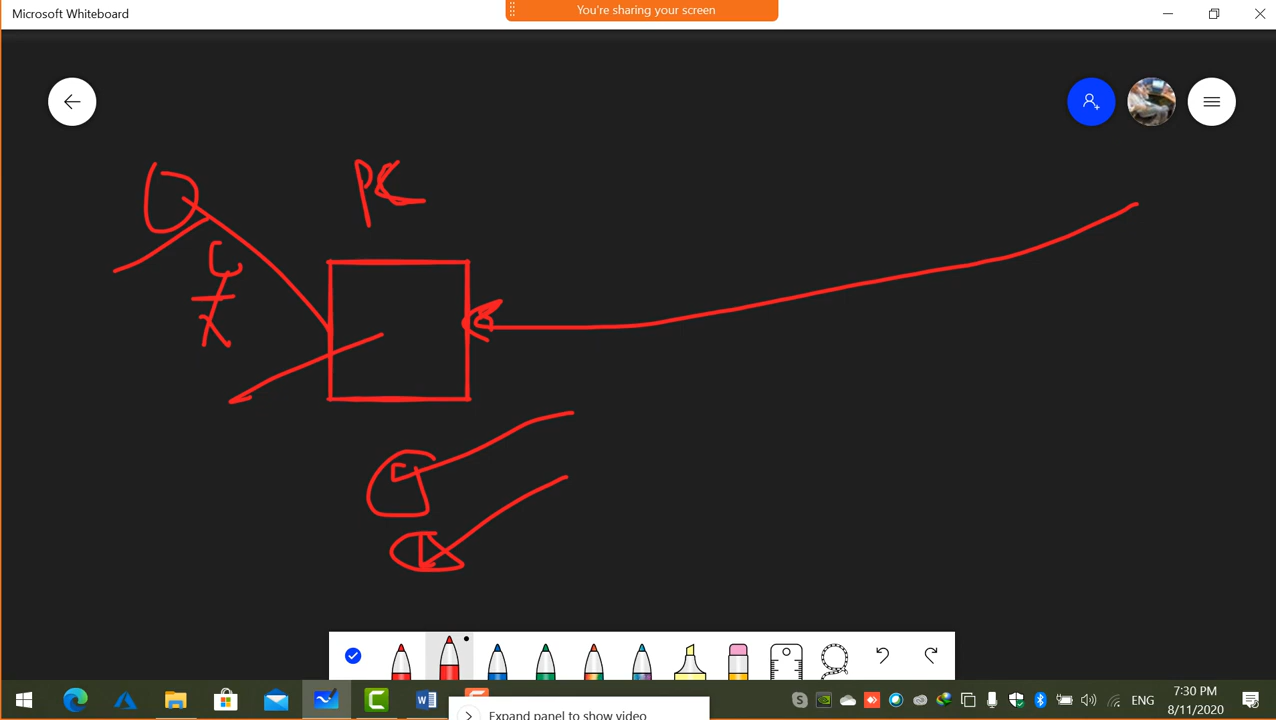 Microsoft Whiteboard
You're sharing your screen
PC
Expand panel to show video
ENG
7:30 PM
8/11/2020